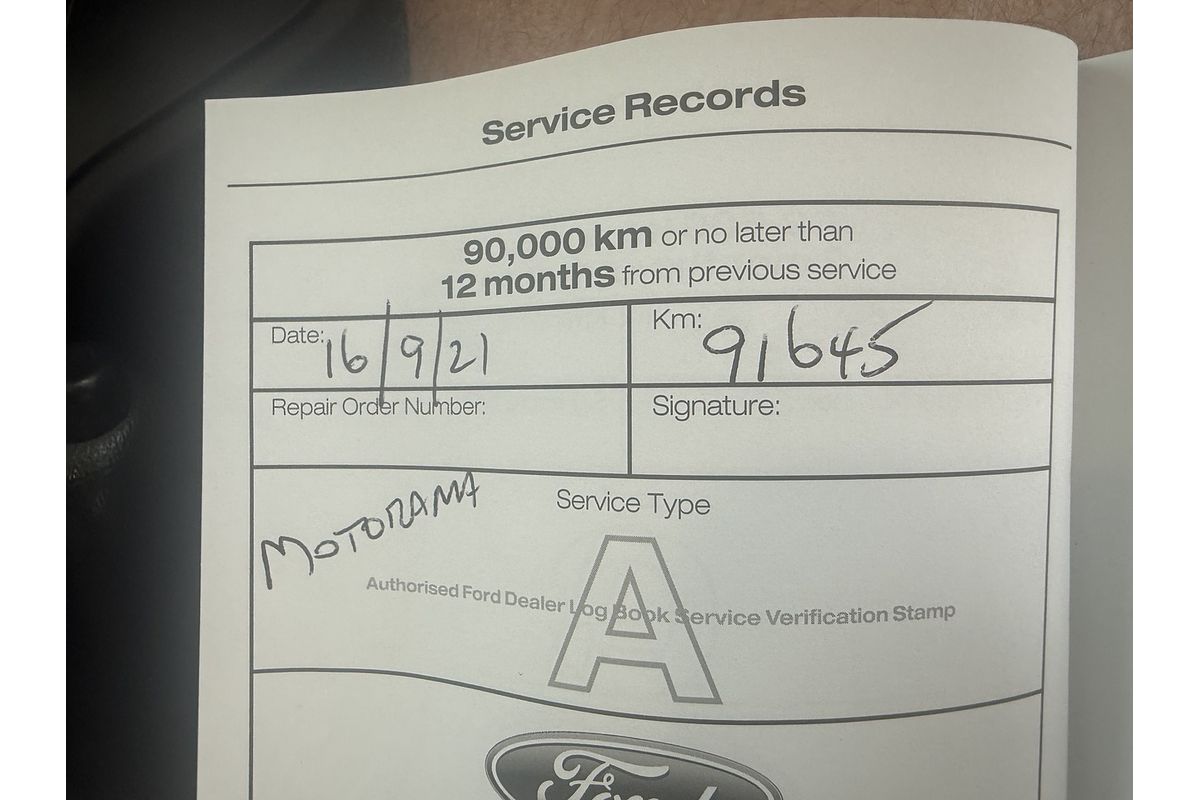 Service Records
90,000 km or no later than
12 months from previous service
Date: 16/9/21
Km: 91645
Repair Order Number:
Signature:
MOTORAMA
Service Type
A
Authorised Ford Dealer Log Book Service Verification Stamp
Ford